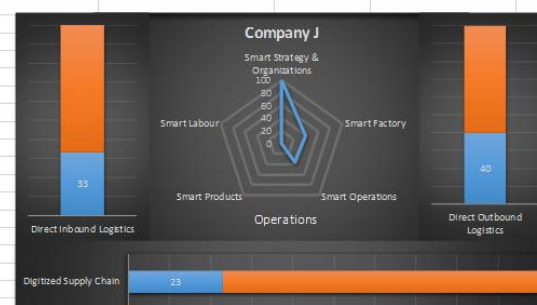 Company J
Smart Strategy &
Organizations
100
80
60
40
20
0
Smart Labour
Smart Factory
Smart Products
Smart Operations
Operations
33
Direct Inbound Logistics
40
Direct Outbound
Logistics
Digitized Supply Chain
23